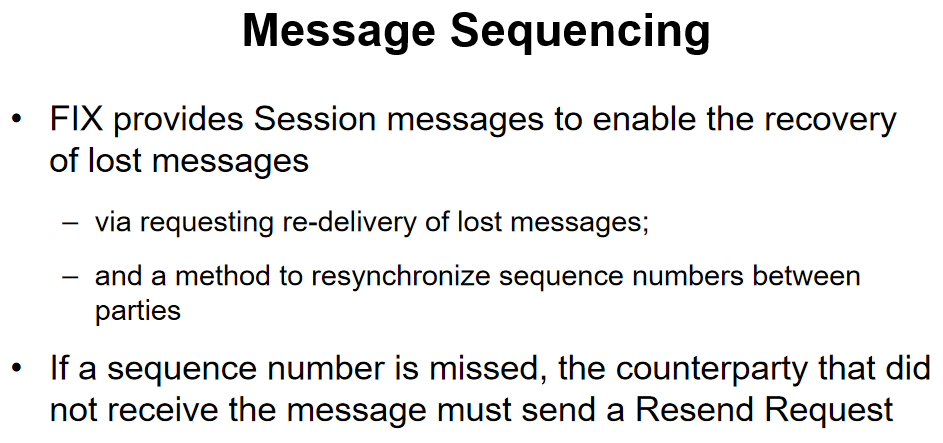 Message Sequencing
• FIX provides Session messages to enable the recovery
of lost messages
– via requesting re-delivery of lost messages;
– and a method to resynchronize sequence numbers between
parties
• If a sequence number is missed, the counterparty that did
not receive the message must send a Resend Request